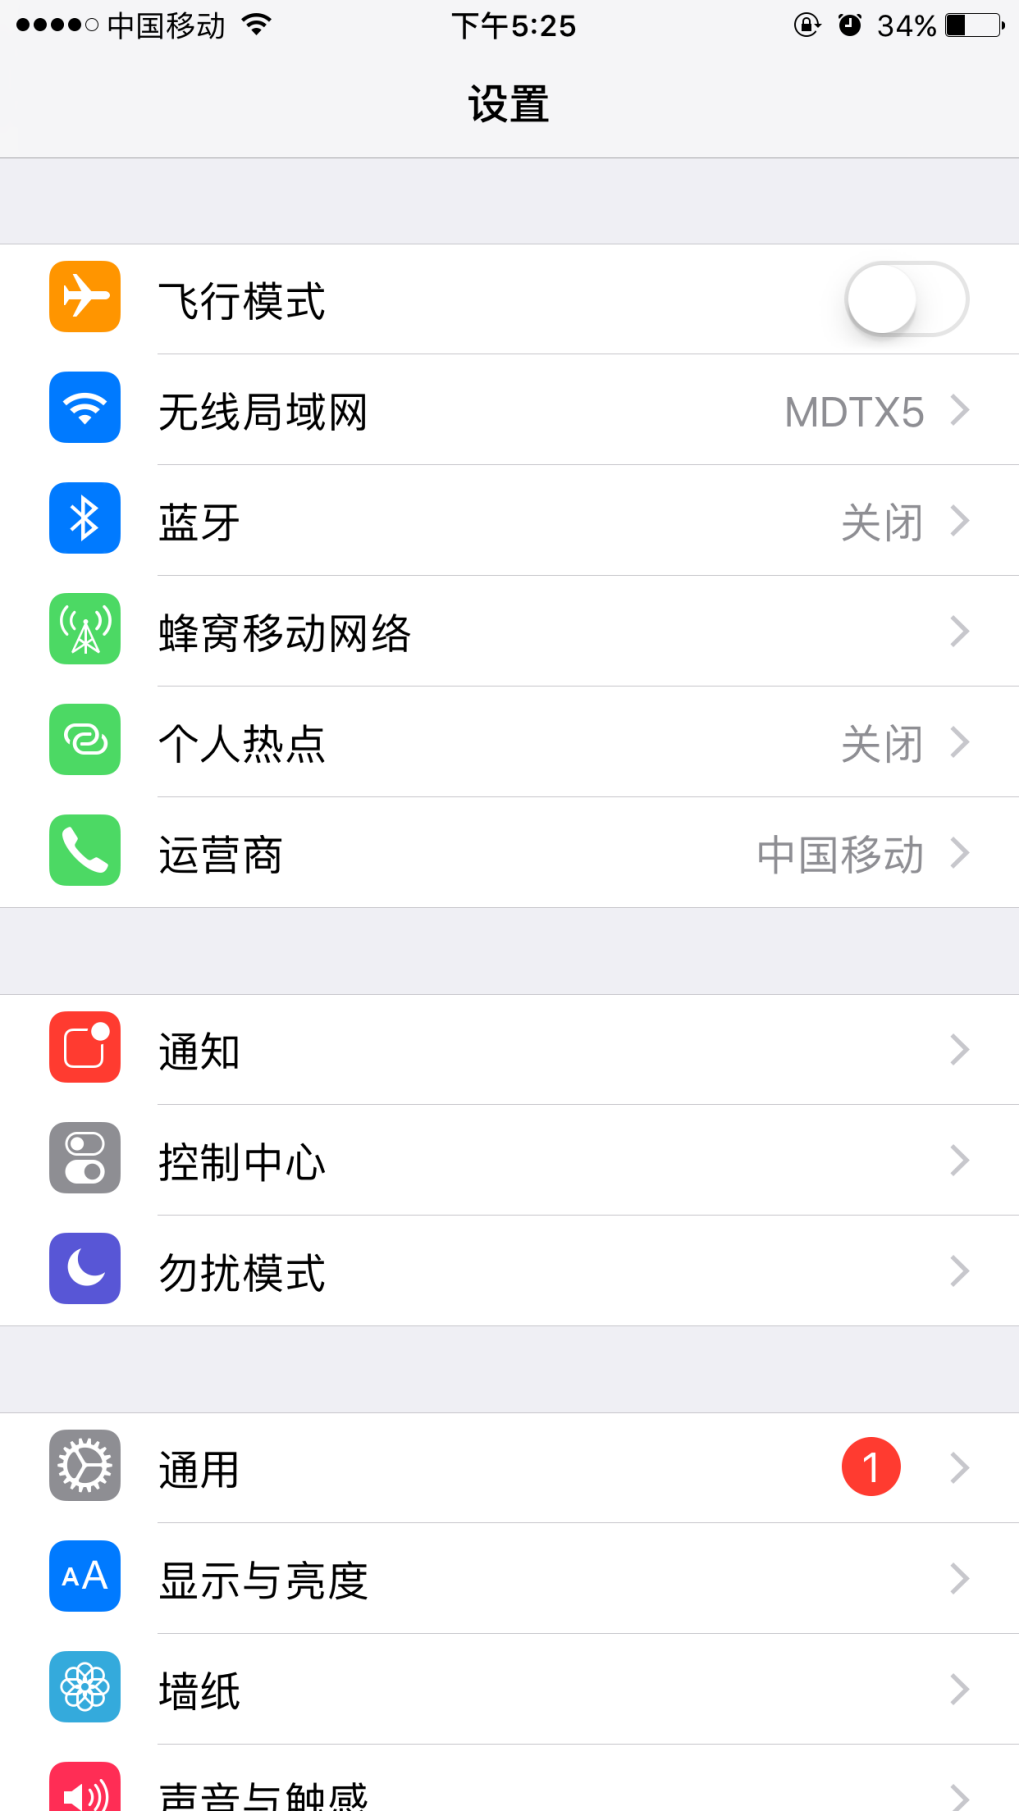 中国移动 下午5:25 34%
设置
飞行模式
无线局域网 MDTX5
蓝牙 关闭
蜂窝移动网络
个人热点 关闭
运营商 中国移动
通知
控制中心
勿扰模式
通用 1
AA 显示与亮度
墙纸
声音与触感